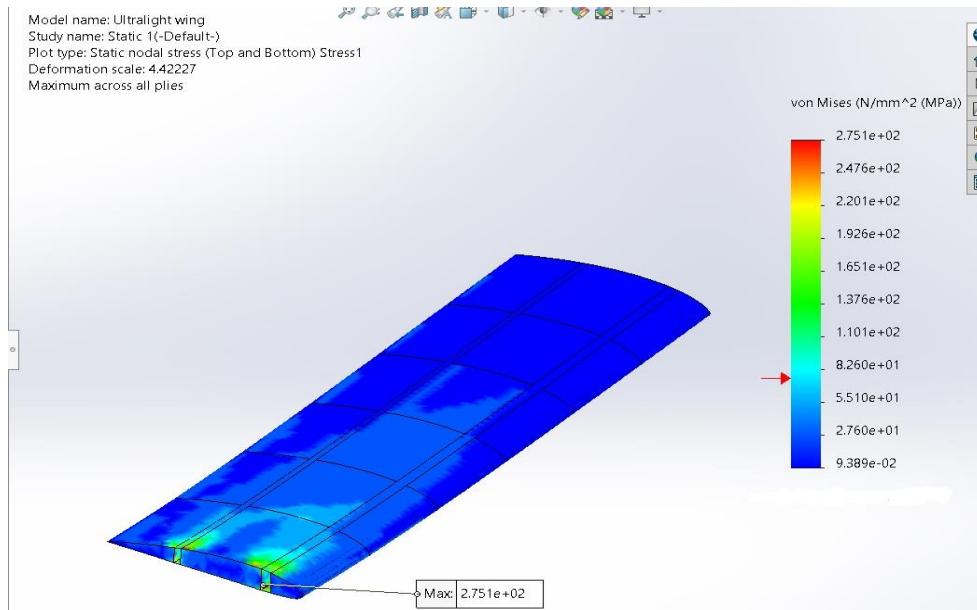 Model name: Ultralight wing
Study name: Static 1(-Default-)
Plot type: Static nodal stress (Top and Bottom) Stress1
Deformation scale: 4.42227
Maximum across all plies
von Mises (N/mm^2 (MPa))
2.751e+02
2.476e+02
2.201e+02
1.926e+02
1.651e+02
1.376e+02
1.101e+02
8.260e+01
5.510e+01
2.760e+01
9.389e-02
Max: 2.751e+02